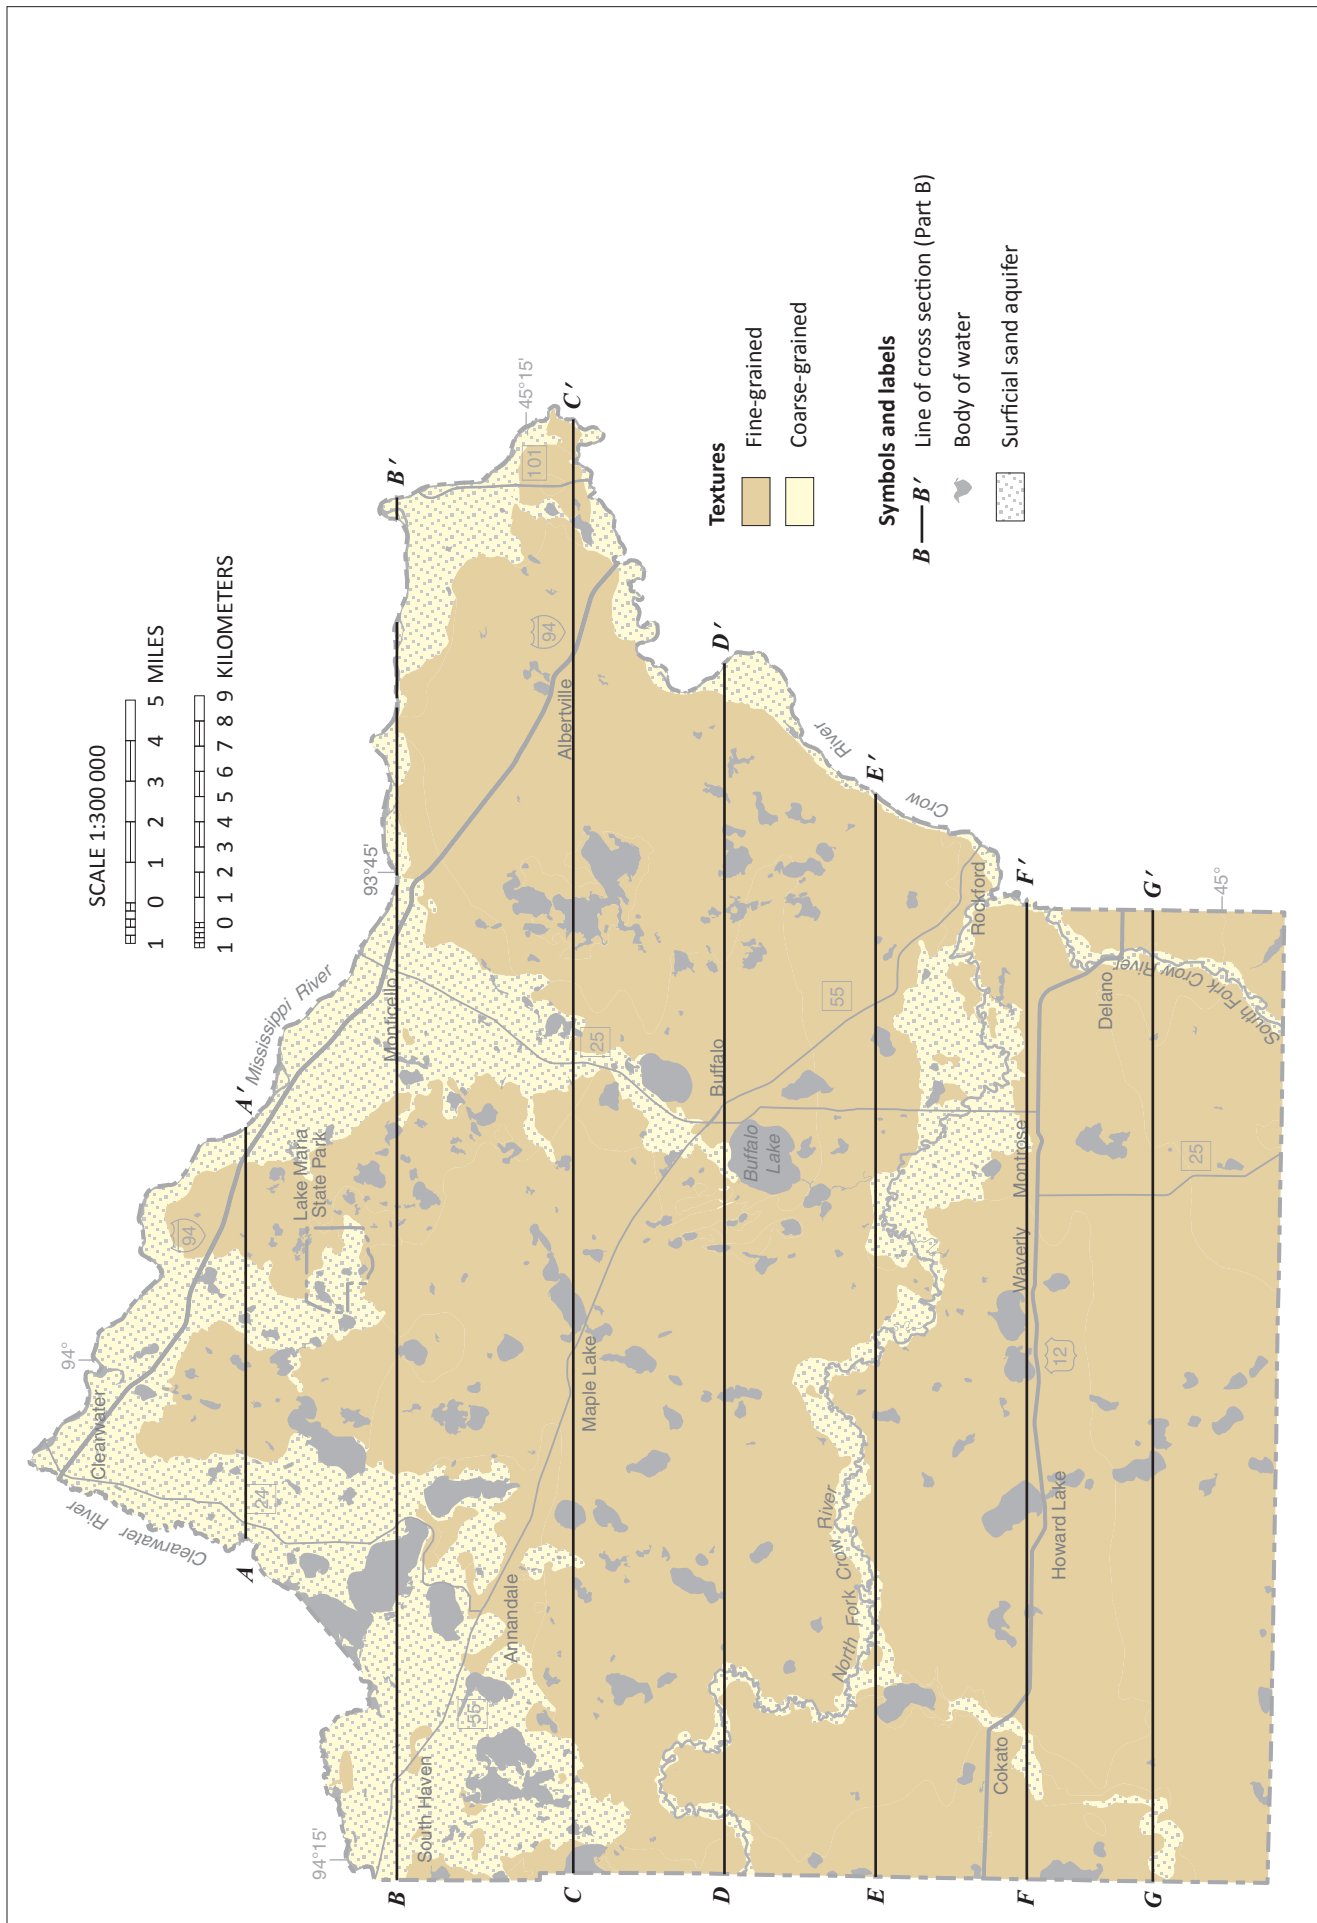 SCALE 1:300 000
1 0 1 2 3 4 5 MILES
1 0 1 2 3 4 5 6 7 8 9 KILOMETERS
94°
Clearwater
94
Clearwater River
24
A
A'
Mississippi River
Lake Maria
State Park
93°45'
94°15'
B
Monticello
B'
South Haven
55
Annandale
45°15'
101
C
Albertville
94
C'
Maple Lake
25
D
Buffalo
D'
Buffalo
Lake
55
River
North Fork Crow River
E
E'
Crow
Rockford
Cokato
F
Waverly
Montrose
F'
12
Howard Lake
Delano
South Fork Crow River
G
25
G'
45°
Textures
Fine-grained
Coarse-grained
Symbols and labels
B B' Line of cross section (Part B)
Body of water
Surficial sand aquifer